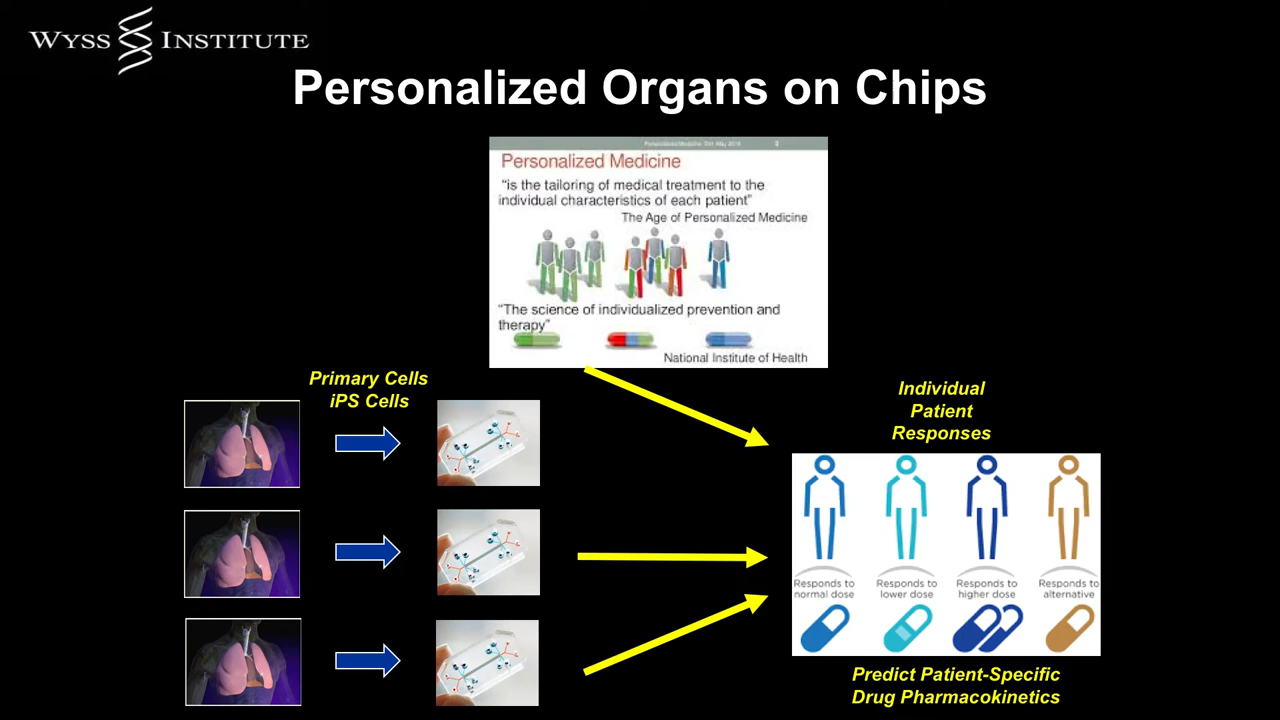 WYSS INSTITUTE
Personalized Organs on Chips
Personalized Medicine
3
Personalized Medicine
“is the tailoring of medical treatment to the
individual characteristics of each patient”
The Age of Personalized Medicine
“The science of individualized prevention and
therapy”
National Institute of Health
Primary Cells
iPS Cells
Individual
Patient
Responses
Responds to
normal dose
Responds to
lower dose
Responds to
higher dose
Responds to
alternative
Predict Patient-Specific
Drug Pharmacokinetics